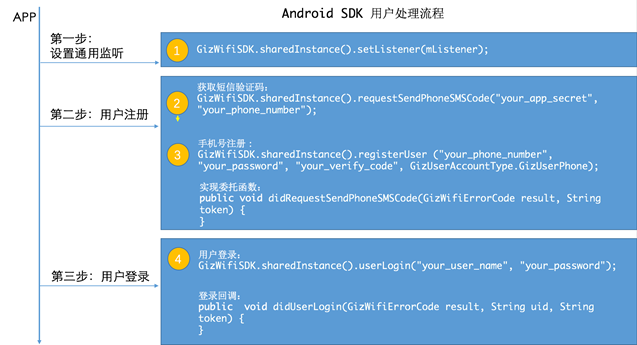 Android SDK 用户处理流程
APP
第一步：
设置通用监听
1
GizWifiSDK.sharedInstance().setListener(mListener);
第二步：用户注册
2
获取短信验证码：
GizWifiSDK.sharedInstance().requestSendPhoneSMSCode("your_app_secret",
"your_phone_number");
3
手机号注册：
GizWifiSDK.sharedInstance().registerUser ("your_phone_number",
"your_password", "your_verify_code", GizUserAccountType.GizUserPhone);
实现委托函数：
public void didRequestSendPhoneSMSCode(GizWifiErrorCode result, String
token) {
}
第三步：用户登录
4
用户登录：
GizWifiSDK.sharedInstance().userLogin("your_user_name", "your_password");
登录回调：
public  void didUserLogin(GizWifiErrorCode result, String uid, String
token) {
}